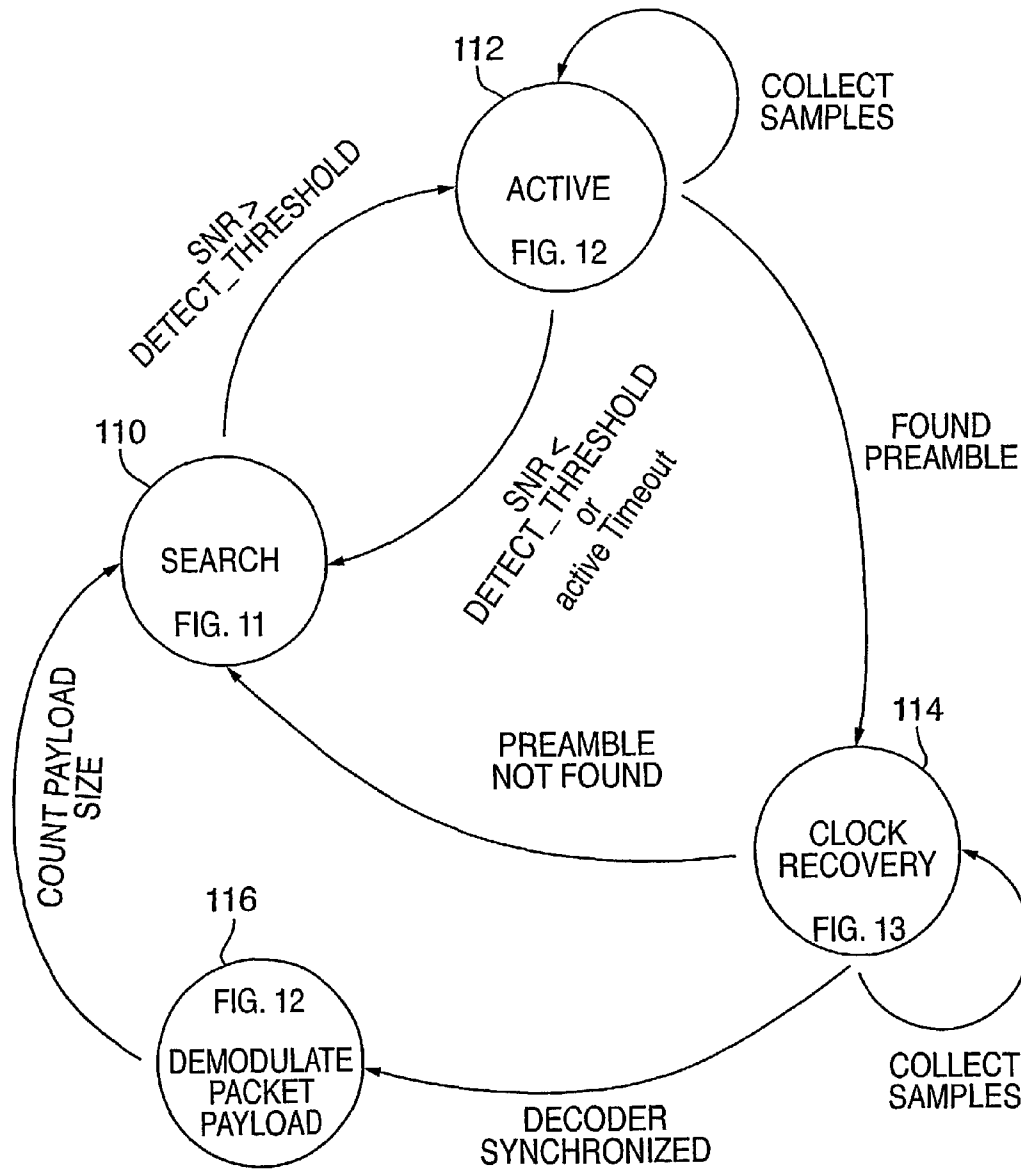 112
COLLECT
SAMPLES
ACTIVE
FIG. 12
SNR >
DETECT_THRESHOLD
110
SEARCH
FIG. 11
SNR <
DETECT_THRESHOLD
or
active Timeout
FOUND
PREAMBLE
114
PREAMBLE
NOT FOUND
CLOCK
RECOVERY
FIG. 13
COUNT PAYLOAD
SIZE
116
FIG. 12
DEMODULATE
PACKET
PAYLOAD
DECODER
SYNCHRONIZED
COLLECT
SAMPLES